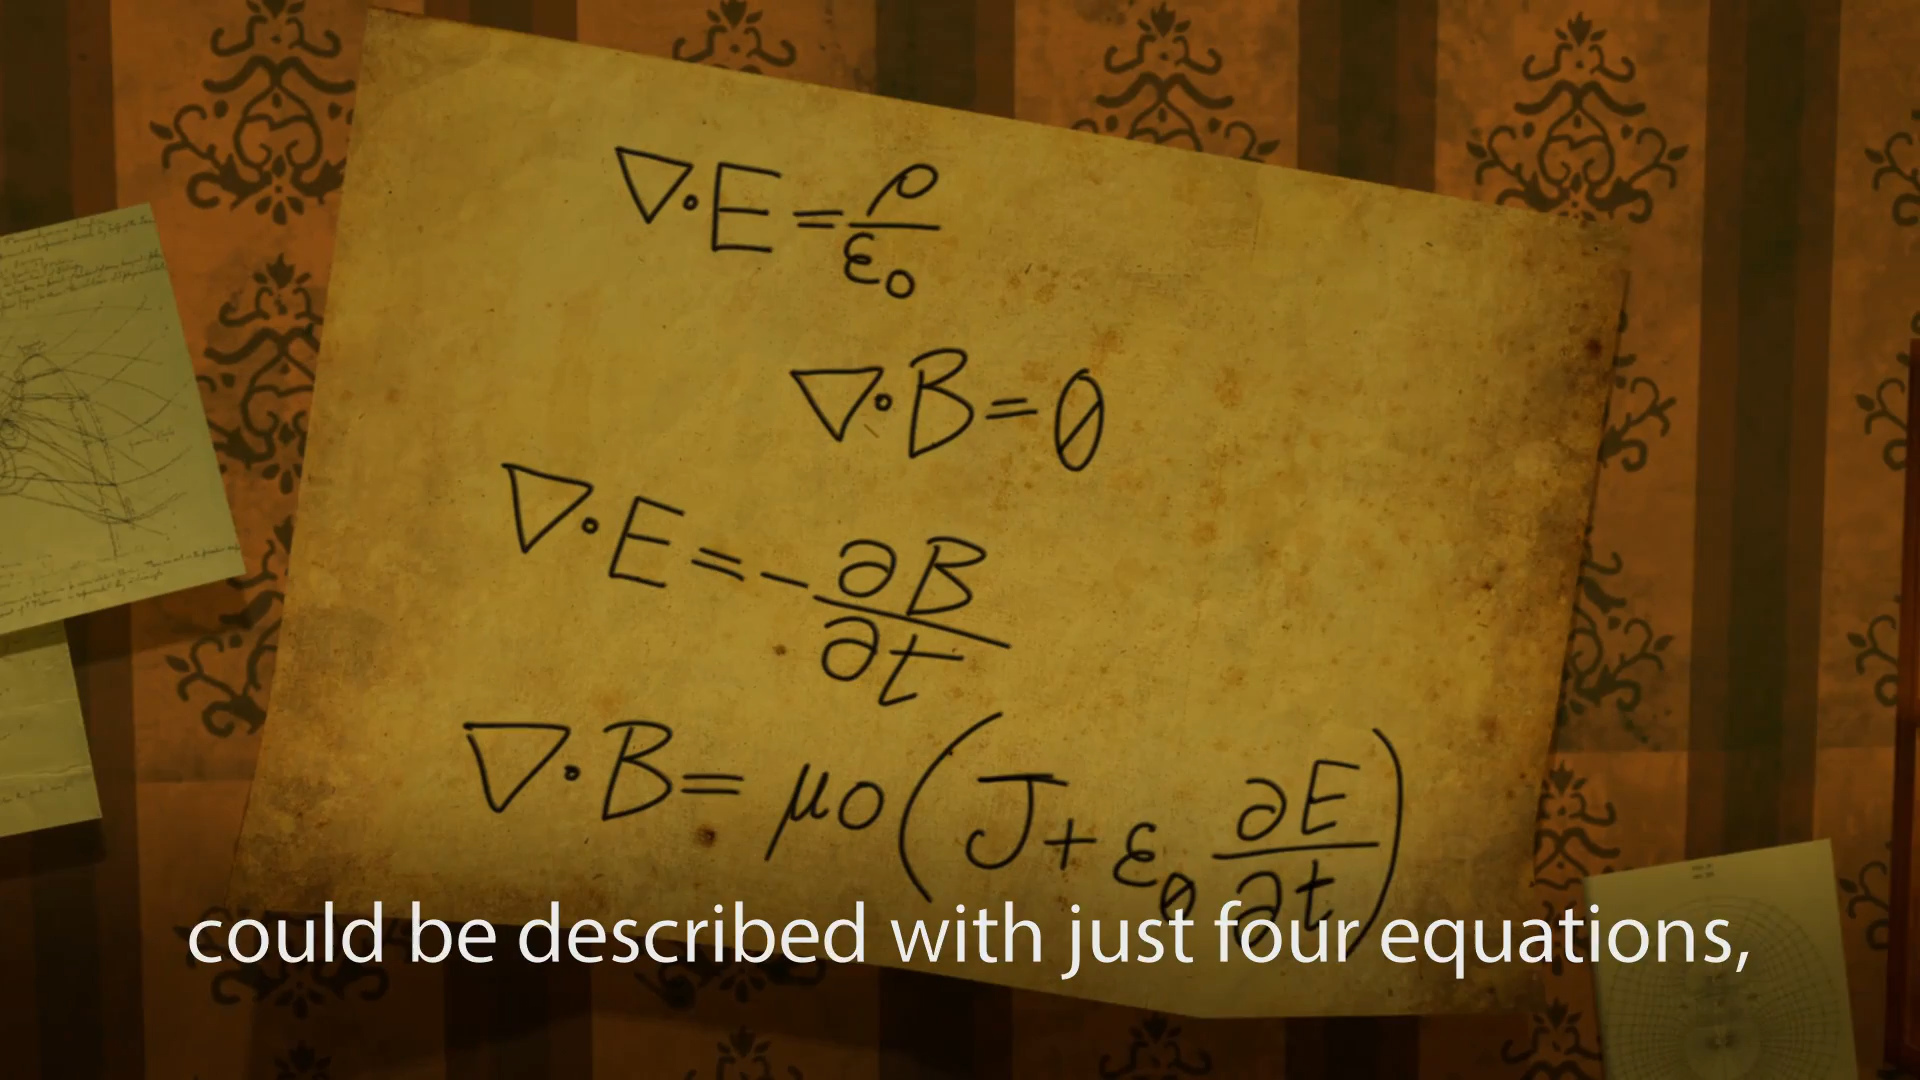 ∇·E = ρ/ε₀
∇·B = 0
∇·E = -∂B/∂t
∇·B = μ₀(J + ε₀ ∂E/∂t)
could be described with just four equations,